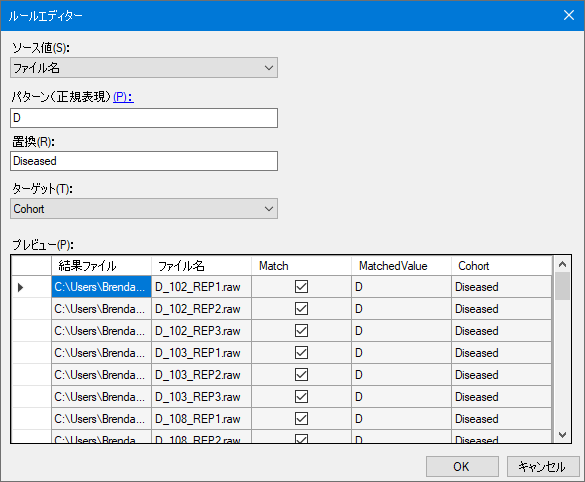 ルールエディター
ソース値(S):
ファイル名
パターン（正規表現）(P):
D
置換(R):
Diseased
ターゲット(T):
Cohort
プレビュー(P):
結果ファイル ファイル名 Match MatchedValue Cohort
C:\Users\Brenda... D_102_REP1.raw D Diseased
C:\Users\Brenda... D_102_REP2.raw D Diseased
C:\Users\Brenda... D_102_REP3.raw D Diseased
C:\Users\Brenda... D_103_REP1.raw D Diseased
C:\Users\Brenda... D_103_REP2.raw D Diseased
C:\Users\Brenda... D_103_REP3.raw D Diseased
C:\Users\Brenda... D_108_REP1.raw D Diseased
C:\Users\Brenda... D_108_REP2.raw D Diseased
OK キャンセル